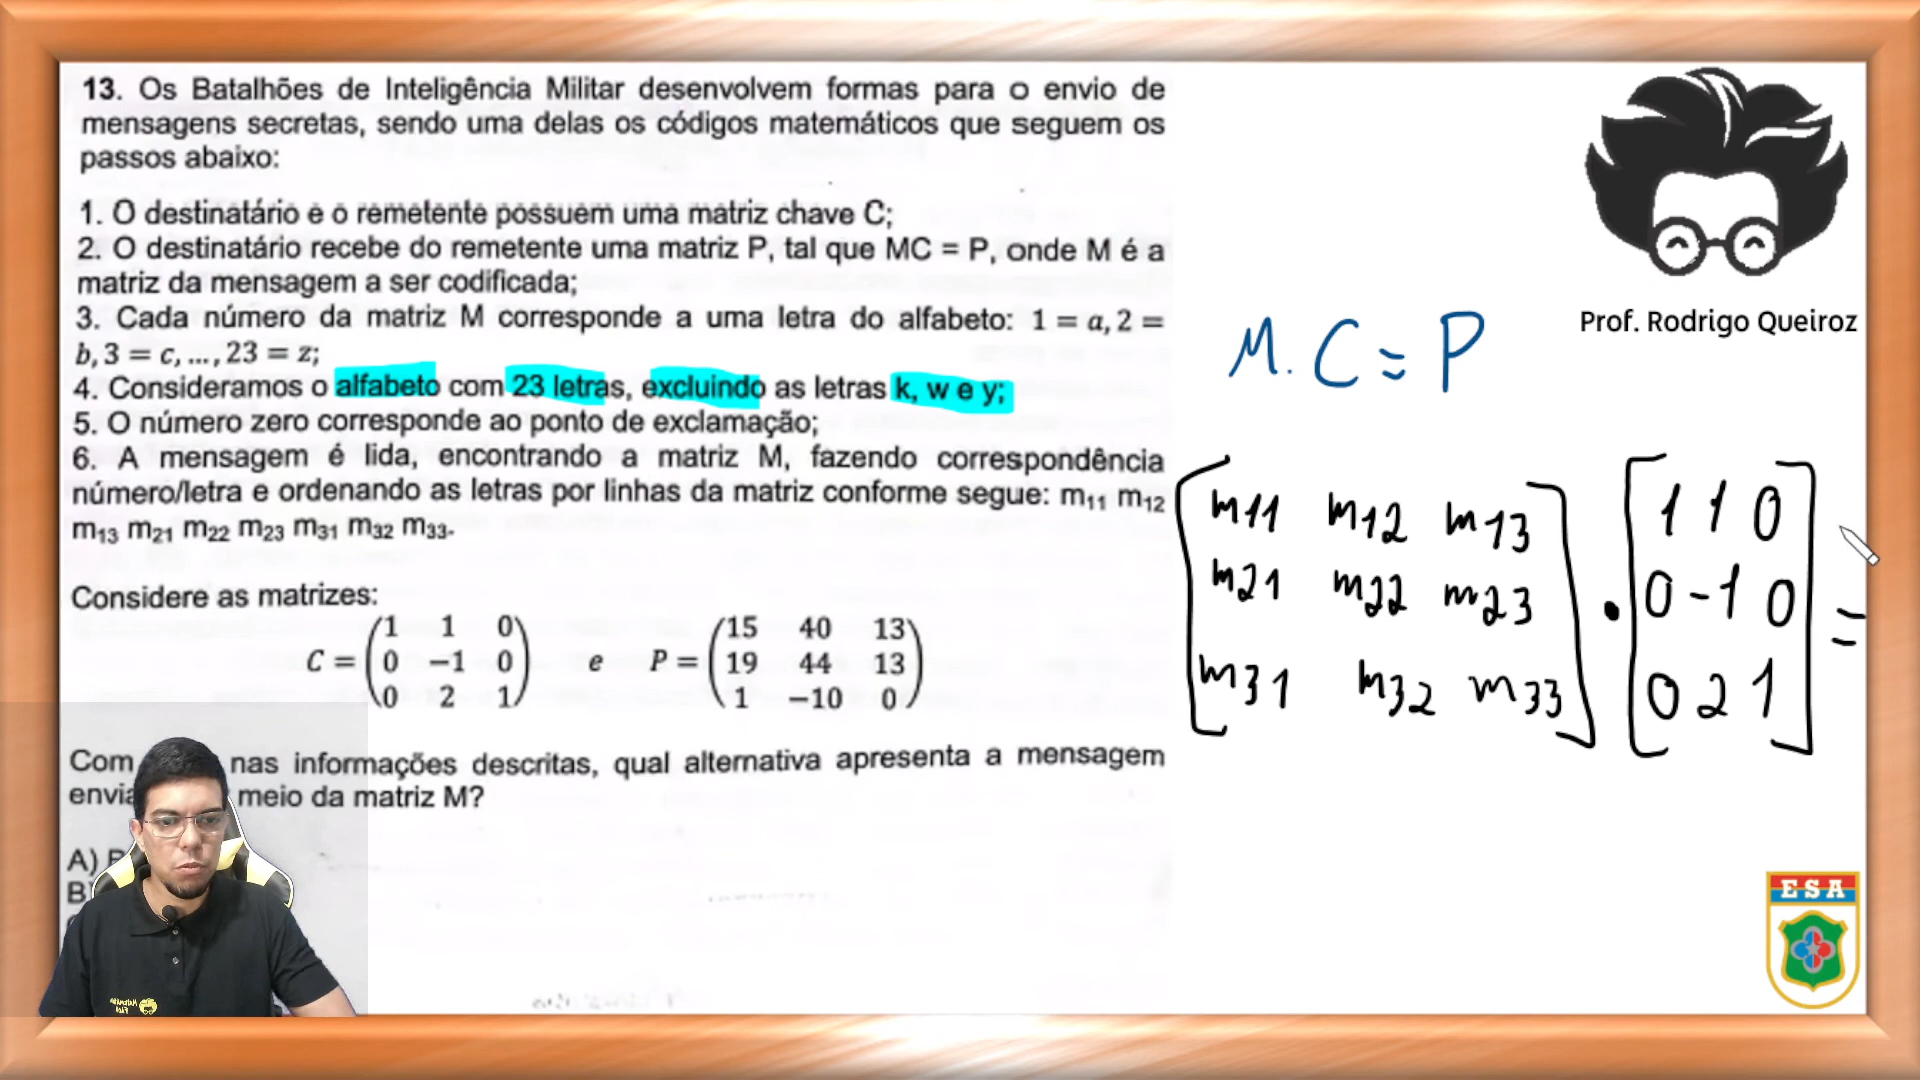 13. Os Batalhões de Inteligência Militar desenvolvem formas para o envio de
mensagens secretas, sendo uma delas os códigos matemáticos que seguem os
passos abaixo:
1. O destinatário e o remetente possuem uma matriz chave C;
2. O destinatário recebe do remetente uma matriz P, tal que MC = P, onde M é a
matriz da mensagem a ser codificada;
3. Cada número da matriz M corresponde a uma letra do alfabeto: 1 = a, 2 =
b, 3 = c, ..., 23 = z;
4. Consideramos o alfabeto com 23 letras, excluindo as letras k, w e y;
5. O número zero corresponde ao ponto de exclamação;
6. A mensagem é lida, encontrando a matriz M, fazendo correspondência
número/letra e ordenando as letras por linhas da matriz conforme segue: m₁₁ m₁₂
m₁₃ m₂₁ m₂₂ m₂₃ m₃₁ m₃₂ m₃₃.
Considere as matrizes:
1 1 0
C = 0 −1 0
0 2 1
e
15 40 13
P = 19 44 13
1 −10 0
Com nas informações descritas, qual alternativa apresenta a mensagem
meio da matriz M?
A)
B)
Prof. Rodrigo Queiroz
M. C = P
m11 m12 m13
m21 m22 m23
m31 m32 m33
•
1 1 0
0 -1 0
0 2 1
=
ESA